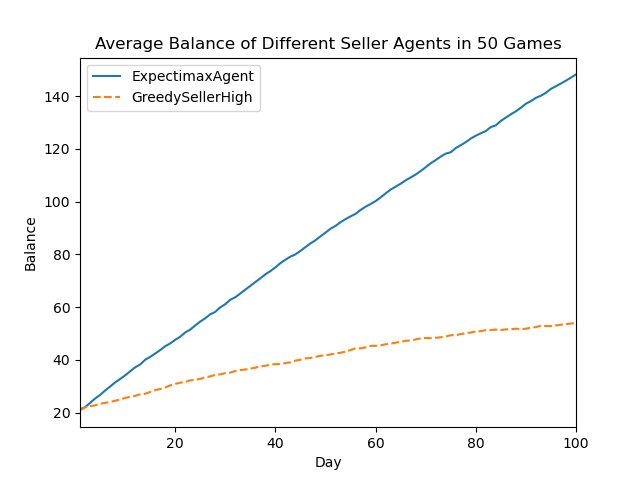 Average Balance of Different Seller Agents in 50 Games
ExpectimaxAgent
GreedySellerHigh
Balance
140
120
100
80
60
40
20
20 40 60 80 100
Day